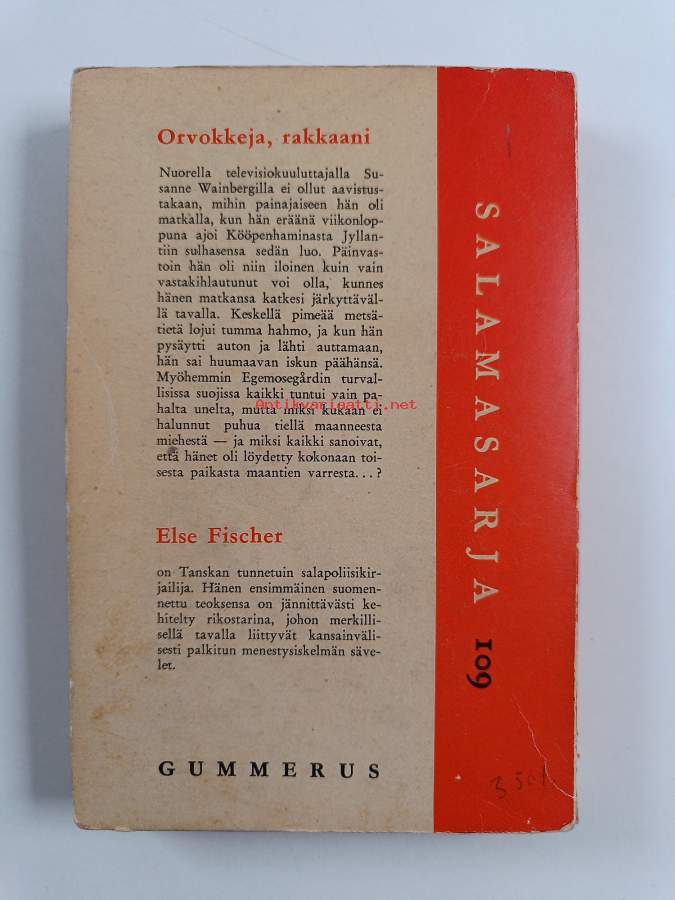 Orvokkeja, rakkaani
Nuorella televisiokuuluttajalla Su-
sanne Wainbergilla ei ollut aavistus-
takaan, mihin painajaiseen hän oli
matkalla, kun hän eräänä viikonlop-
puna ajoi Kööpenhaminasta Jyllan-
tiin sulhasensa sedän luo. Päinvas-
toin hän oli niin iloinen kuin vain
vastakihlautunut voi olla, kunnes
hänen matkansa katkesi järkyttäväl-
lä tavalla. Keskellä pimeää metsä-
tietä lojui tumma hahmo, ja kun hän
pysäytti auton ja lähti auttamaan,
hän sai huumaavan iskun päähänsä.
Myöhemmin Egemosegårdin turval-
lisissa suojissa kaikki tuntui vain pa-
halta unelta, mutta miksi kukaan ei
halunnut puhua tiellä maanneesta
miehestä — ja miksi kaikki sanoivat,
että hänet oli löydetty kokonaan toi-
sesta paikasta maantien varresta...?
Antikvariaatti.net
Else Fischer
on Tanskan tunnetuin salapoliisikir-
jailija. Hänen ensimmäinen suomen-
nettu teoksensa on jännittävästi ke-
hitelty rikostarina, johon merkilli-
sellä tavalla liittyvät kansainväli-
sesti palkitun menestysiskelmän säve-
let.
GUMMERUS
SALAMASARJA 109